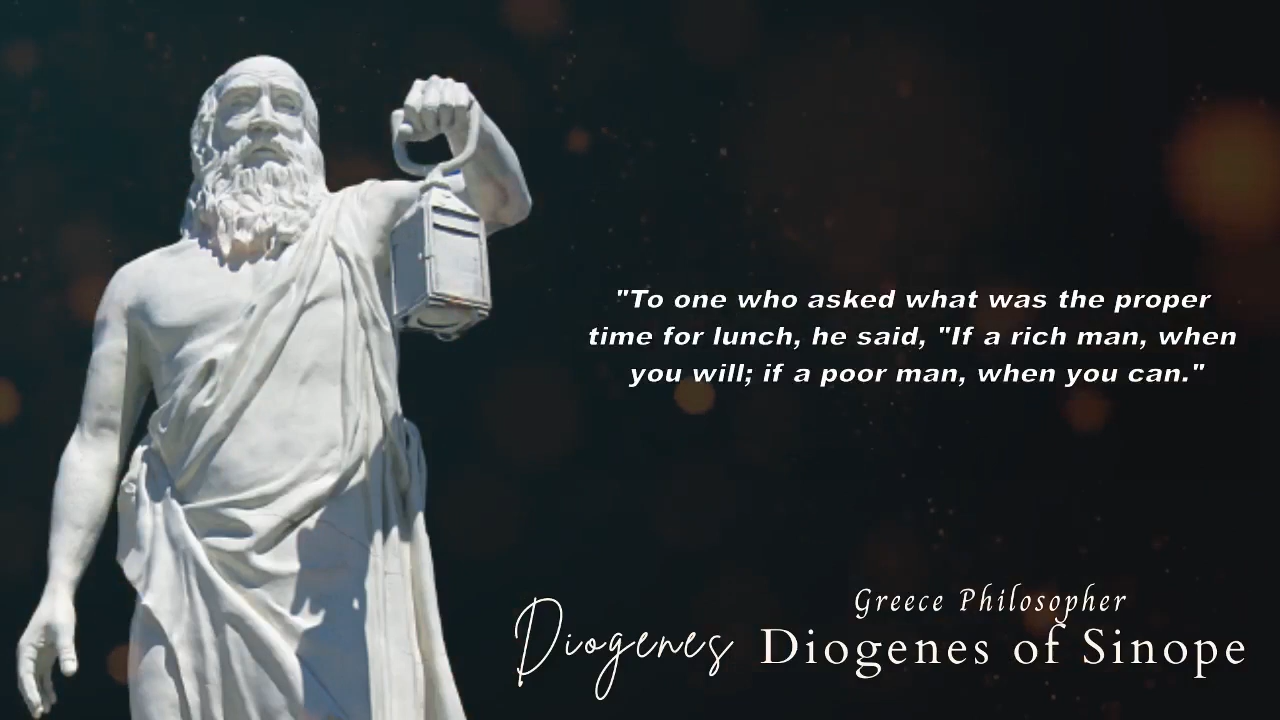 "To one who asked what was the proper
time for lunch, he said, "If a rich man, when
you will; if a poor man, when you can."
Greece Philosopher
Diogenes Diogenes of Sinope